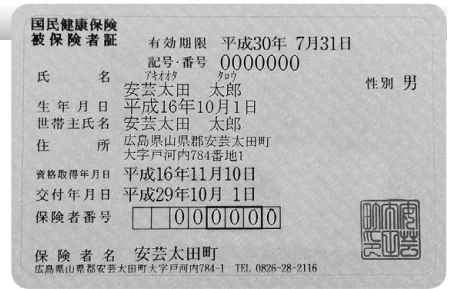 国民健康保険
被保険者証
有効期限 平成30年 7月31日
記号・番号 0000000
アキオオタ タロウ
氏名 安芸太田 太郎
性別 男
生年月日 平成16年10月1日
世帯主氏名 安芸太田 太郎
住所 広島県山県郡安芸太田町
大字戸河内784番地1
資格取得年月日 平成16年11月10日
交付年月日 平成29年10月 1日
保険者番号 000000
保険者名 安芸太田町
広島県山県郡安芸太田町大字戸河内784-1 TEL 0826-28-2116